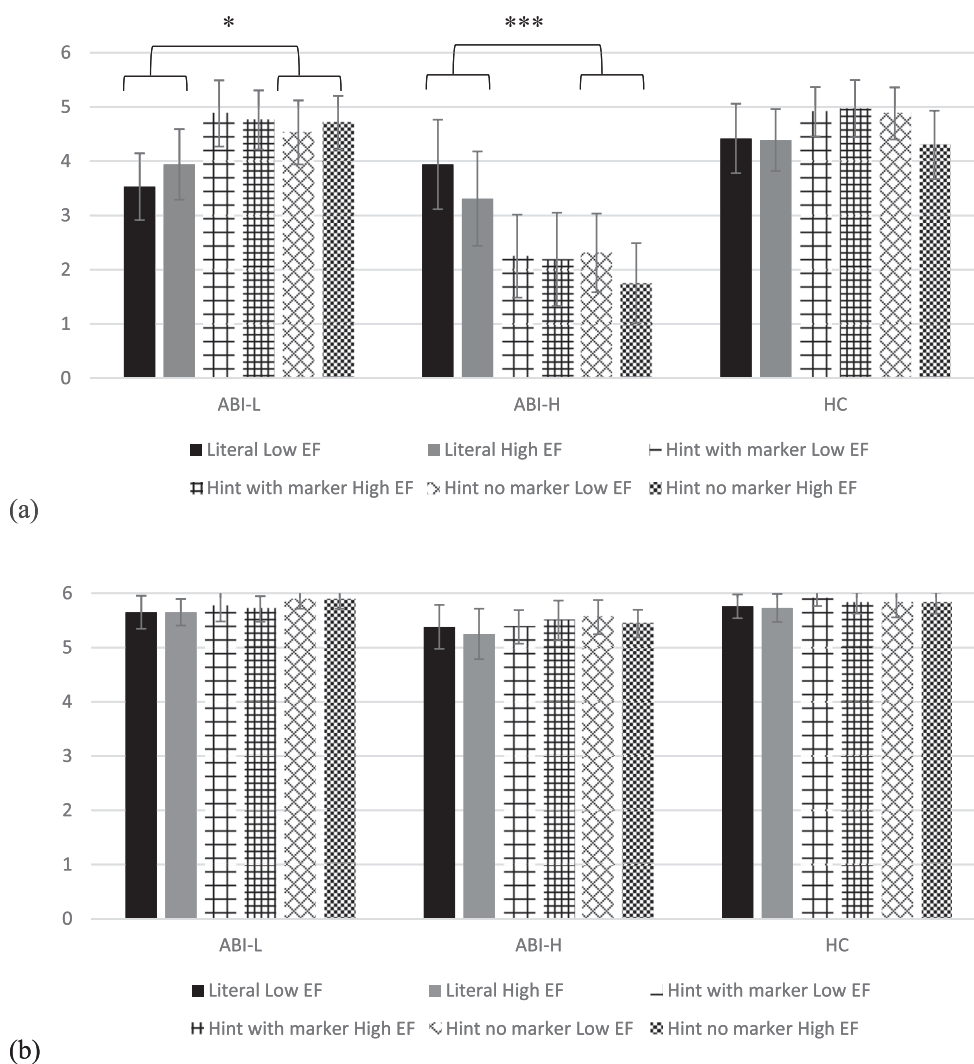 * ***
6
5
4
3
2
1
0
ABI-L ABI-H HC
Literal Low EF Literal High EF Hint with marker Low EF
Hint with marker High EF Hint no marker Low EF Hint no marker High EF
(a)
6
5
4
3
2
1
0
ABI-L ABI-H HC
Literal Low EF Literal High EF Hint with marker Low EF
Hint with marker High EF Hint no marker Low EF Hint no marker High EF
(b)